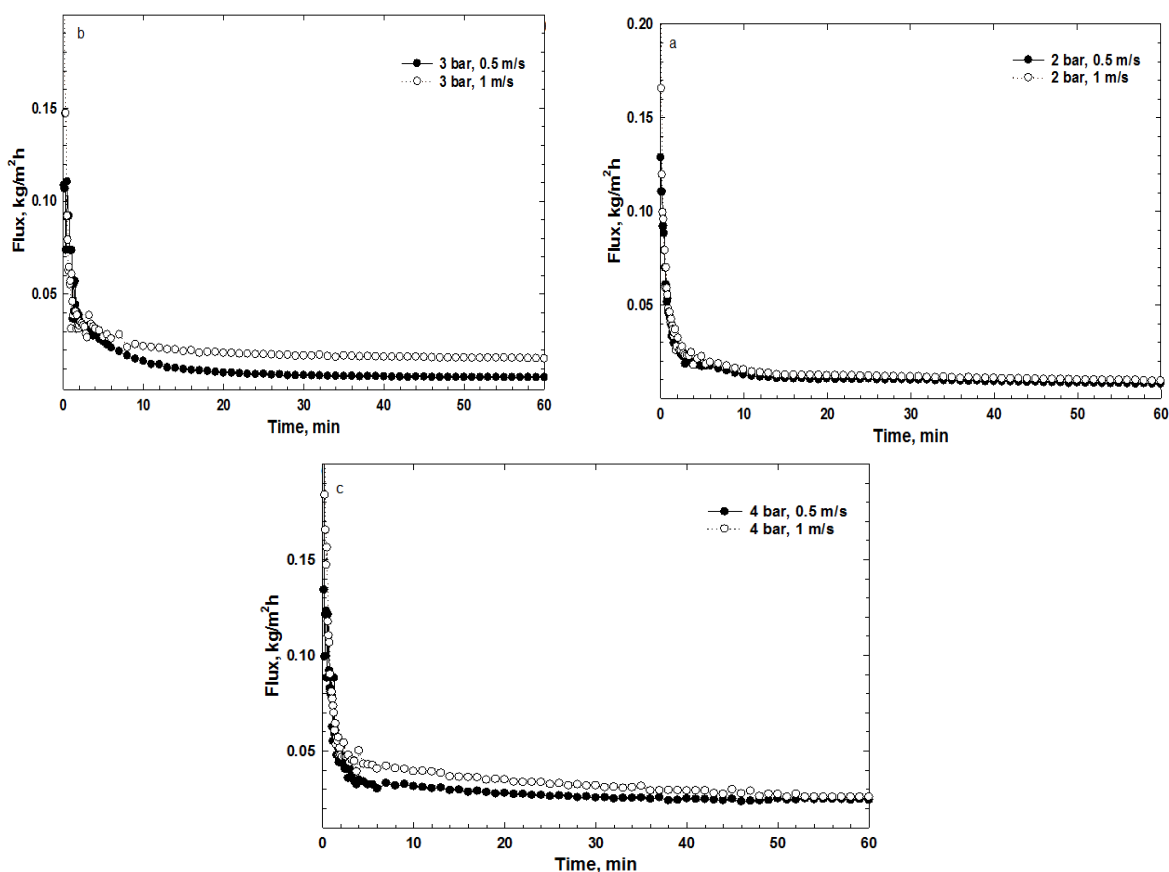 b
3 bar, 0.5 m/s
3 bar, 1 m/s
0.15
0.10
0.05
Flux, kg/m²h
0 10 20 30 40 50 60
Time, min
a
2 bar, 0.5 m/s
2 bar, 1 m/s
0.20
0.15
0.10
0.05
Flux, kg/m²h
0 10 20 30 40 50 60
Time, min
c
4 bar, 0.5 m/s
4 bar, 1 m/s
0.15
0.10
0.05
Flux, kg/m²h
0 10 20 30 40 50 60
Time, min